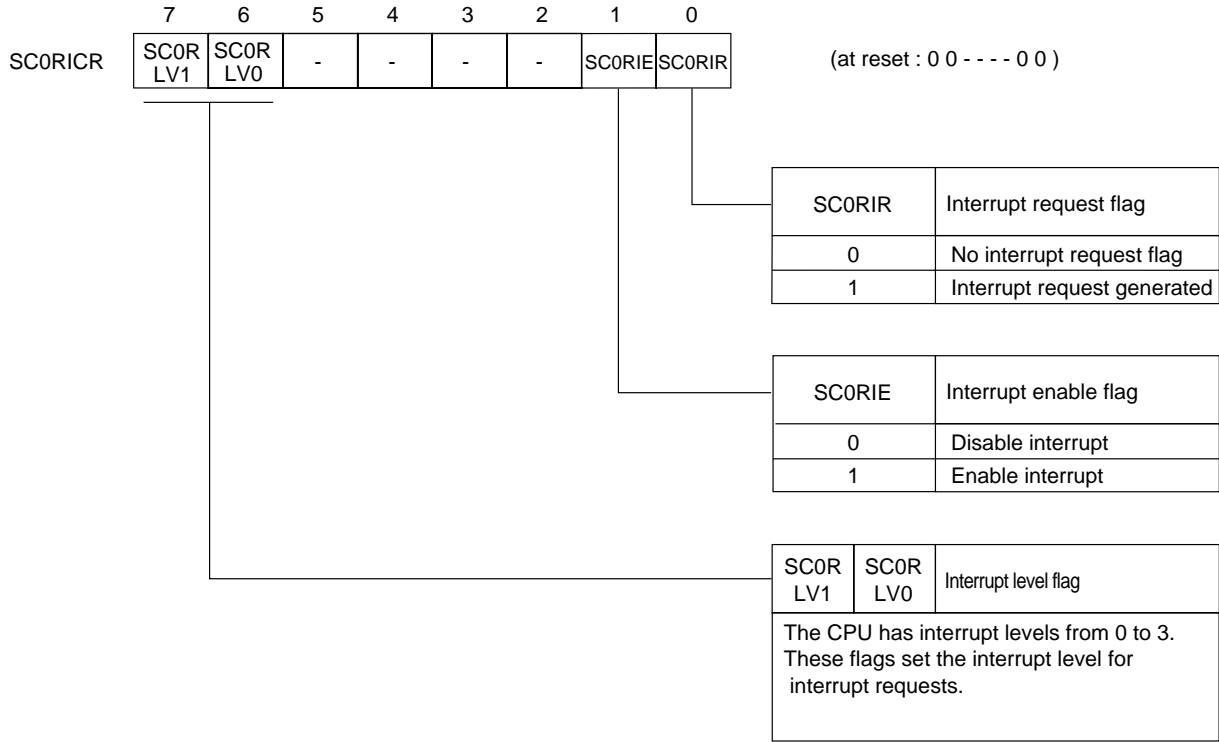 7 6 5 4 3 2 1 0
SC0RICR SC0R LV1 SC0R LV0 - - - - SC0RIE SC0RIR (at reset : 0 0 - - - - 0 0 )
SC0RIR Interrupt request flag
0 No interrupt request flag
1 Interrupt request generated
SC0RIE Interrupt enable flag
0 Disable interrupt
1 Enable interrupt
SC0R LV1 SC0R LV0 Interrupt level flag
The CPU has interrupt levels from 0 to 3.
These flags set the interrupt level for
interrupt requests.